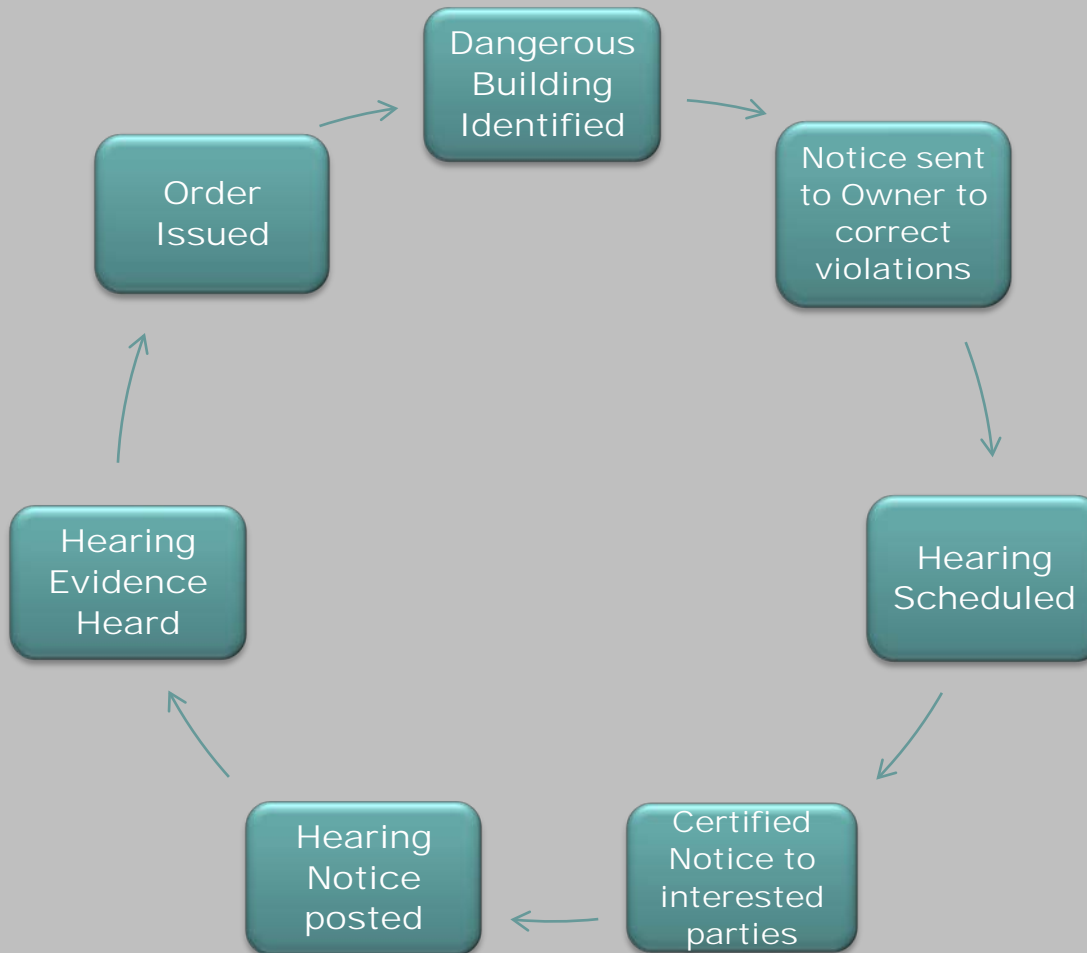 Dangerous
Building
Identified
Notice sent
to Owner to
correct
violations
Hearing
Scheduled
Certified
Notice to
interested
parties
Hearing
Notice
posted
Hearing
Evidence
Heard
Order
Issued